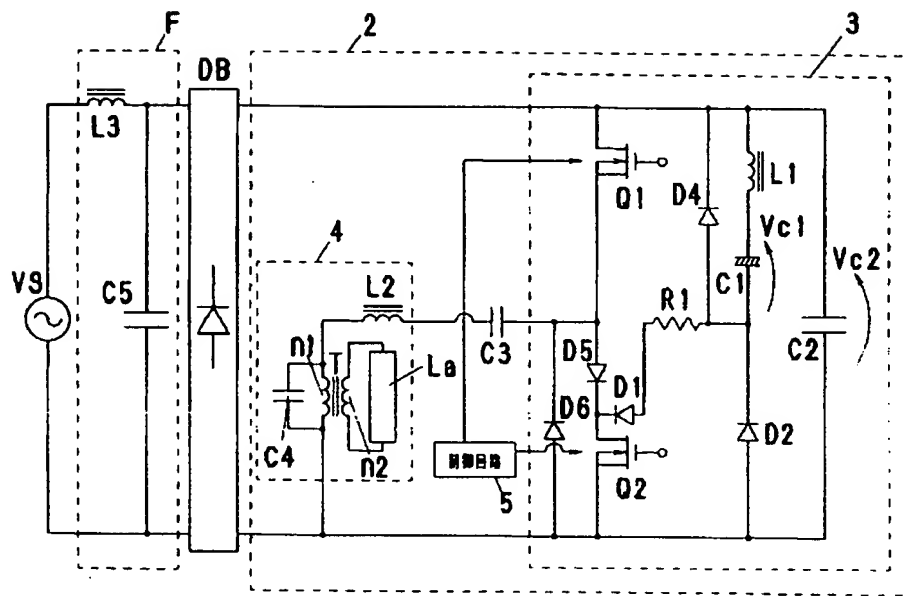 F
2
3
DB
L3
Q1
D4
L1
Vc1
4
VS
C5
L2
C3
R1
C1
Vc2
C2
n1
T
La
D5
D1
D6
D2
C4
n2
制御回路
Q2
5